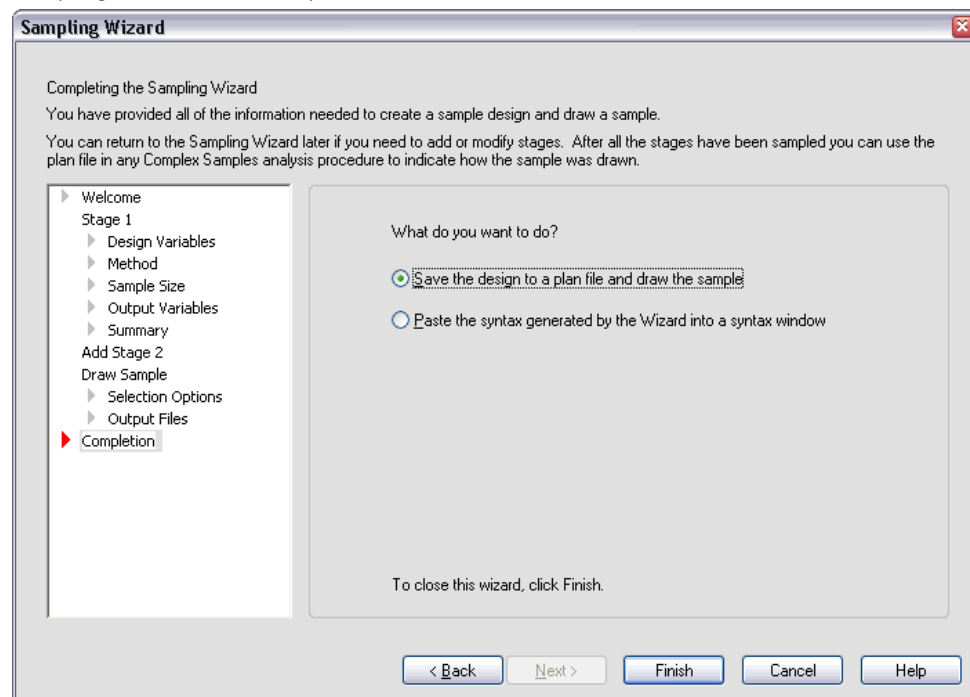 Sampling Wizard
Completing the Sampling Wizard
You have provided all of the information needed to create a sample design and draw a sample.
You can return to the Sampling Wizard later if you need to add or modify stages. After all the stages have been sampled you can use the
plan file in any Complex Samples analysis procedure to indicate how the sample was drawn.
Welcome
Stage 1
Design Variables
Method
Sample Size
Output Variables
Summary
Add Stage 2
Draw Sample
Selection Options
Output Files
Completion
What do you want to do?
Save the design to a plan file and draw the sample
Paste the syntax generated by the Wizard into a syntax window
To close this wizard, click Finish.
< Back
Next >
Finish
Cancel
Help